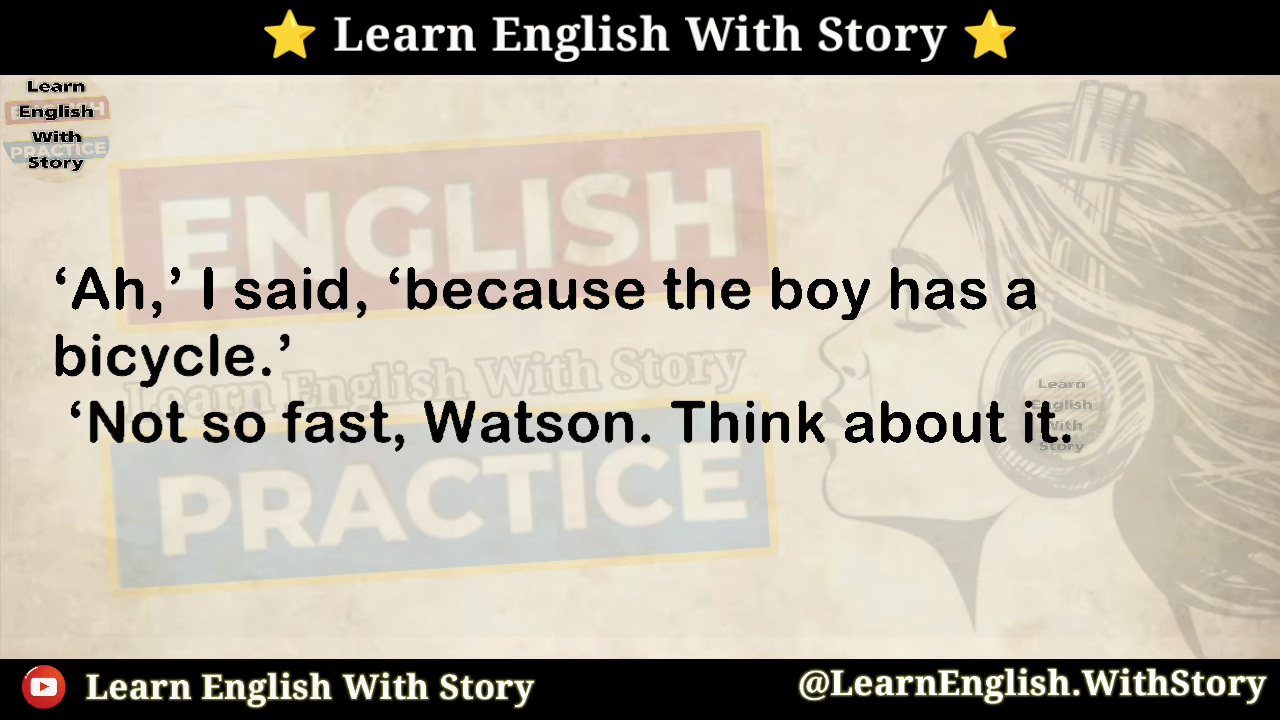 ⭐ Learn English With Story ⭐
Learn
English
With
Story
ENGLISH
PRACTICE
ENGLISH
‘Ah,’ I said, ‘because the boy has a
bicycle.’
Learn English With Story
‘Not so fast, Watson. Think about it.
Learn
English
With
Story
PRACTICE
Learn English With Story
@LearnEnglish.WithStory